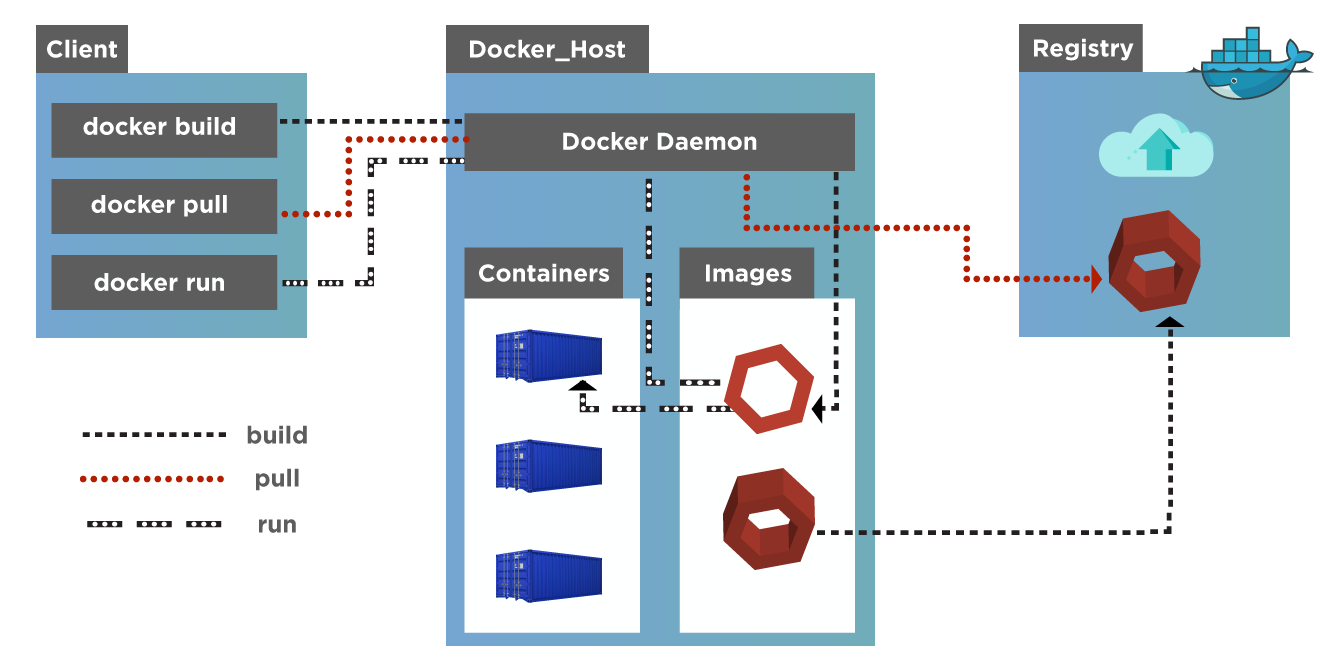 Client
docker build
docker pull
docker run
Docker_Host
Docker Daemon
Containers
Images
Registry
build
pull
run